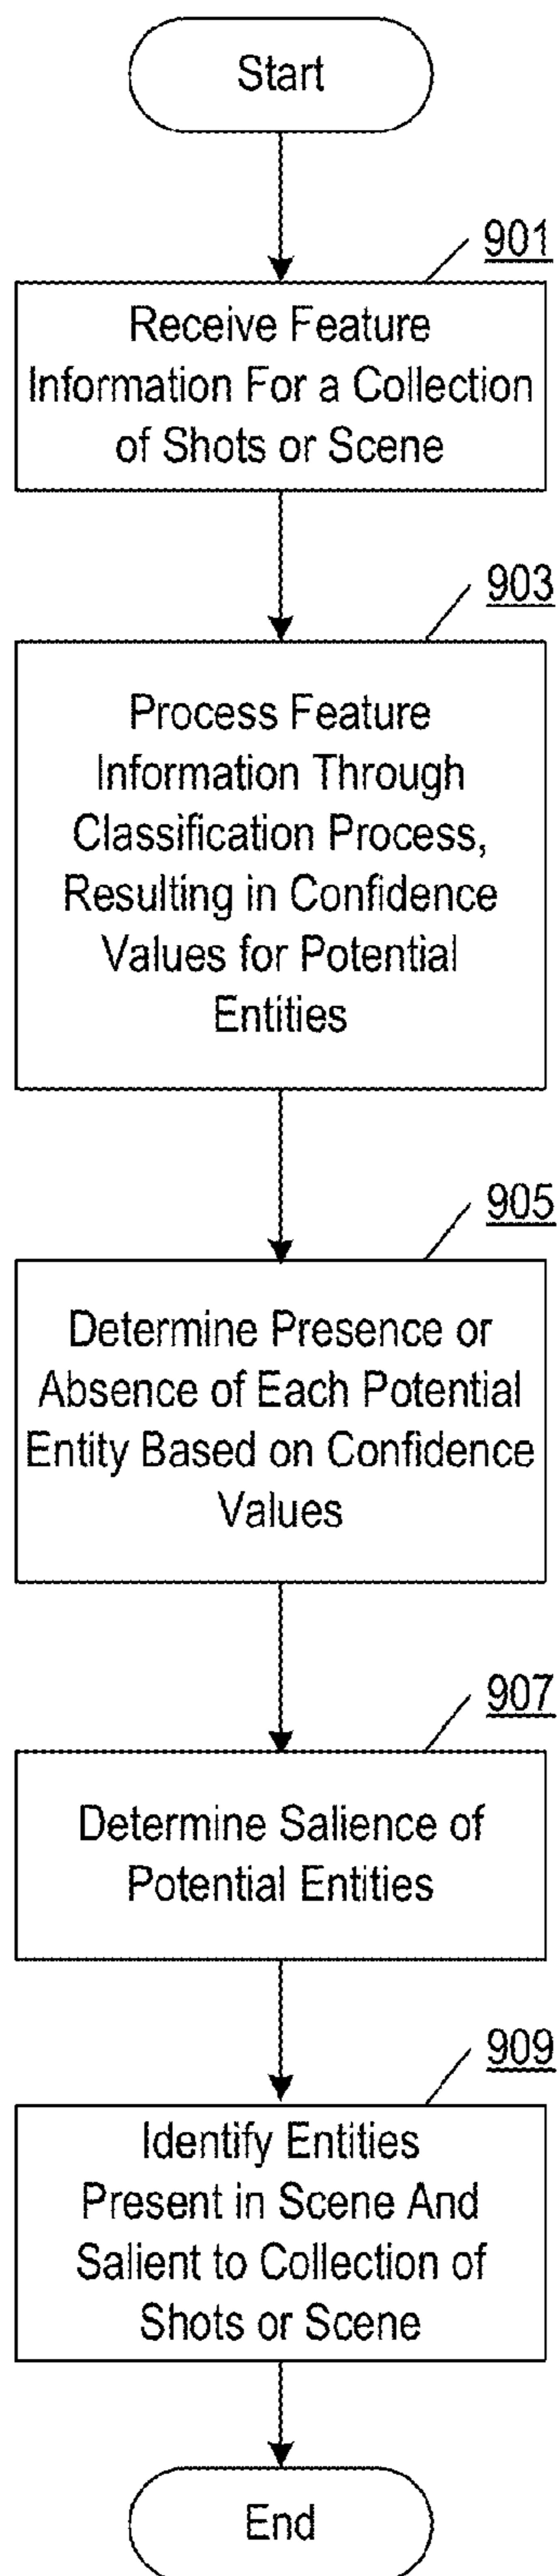 Start
901
Receive Feature
Information For a Collection
of Shots or Scene
903
Process Feature
Information Through
Classification Process,
Resulting in Confidence
Values for Potential
Entities
905
Determine Presence or
Absence of Each Potential
Entity Based on Confidence
Values
907
Determine Salience of
Potential Entities
909
Identify Entities
Present in Scene And
Salient to Collection of
Shots or Scene
End